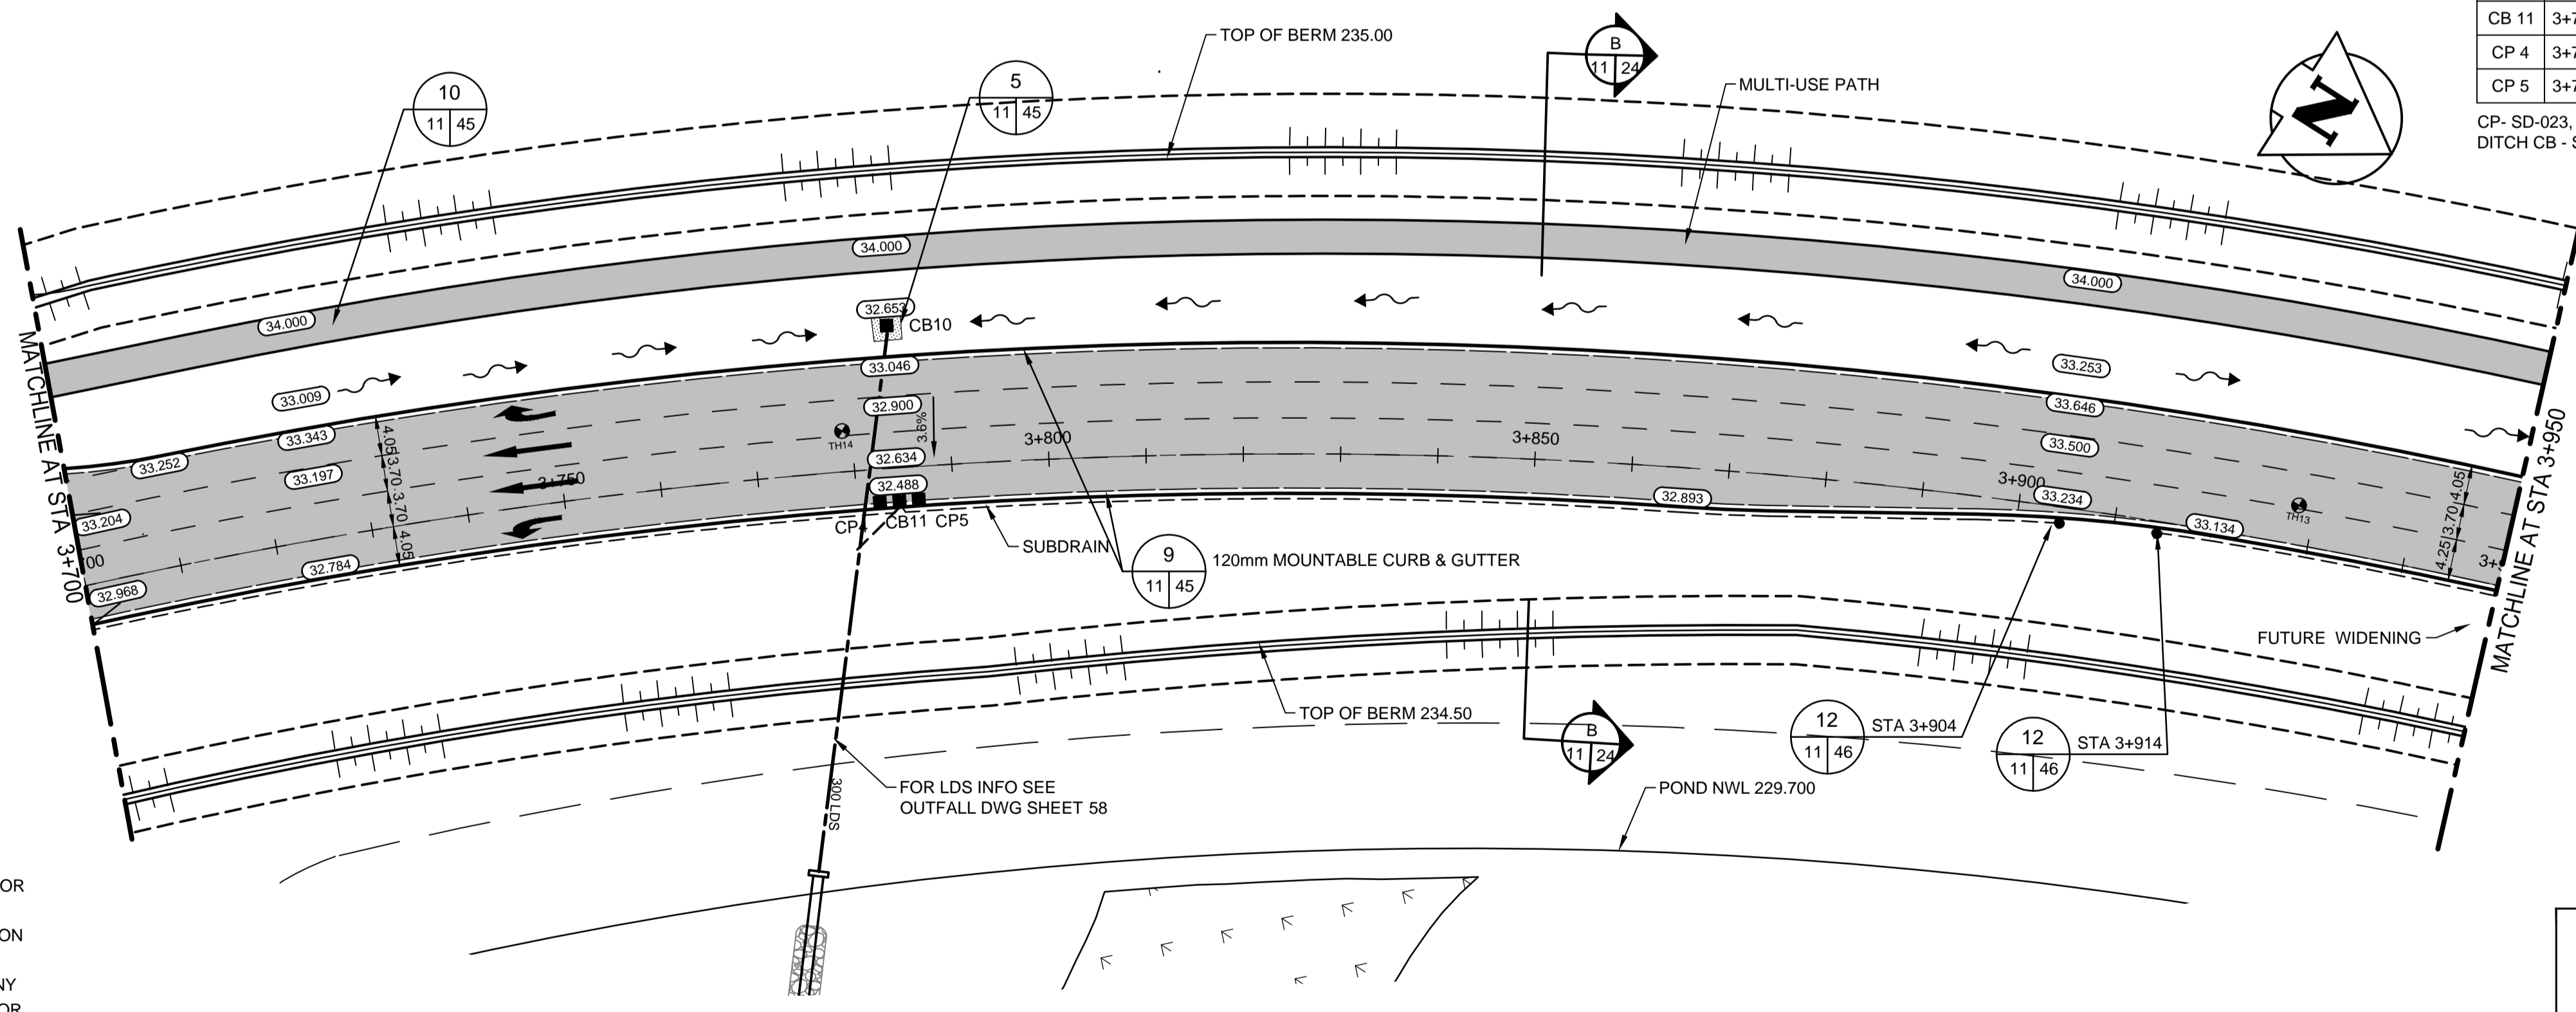 CB 11 3+7
CP 4 3+7
CP 5 3+7
CP- SD-023,
DITCH CB - S
N
TOP OF BERM 235.00
B
11 24
MULTI-USE PATH
10
11 45
5
11 45
34.000
34.000
34.000
32.653
CB10
33.046
33.009
33.253
33.343
33.252
33.197
33.204
32.968
32.784
4.05
3.70
3.70
4.05
3+750
TH14
32.900
3.6%
32.634
32.488
CB11
CP5
3+800
3+850
3+900
32.893
33.646
33.500
33.234
33.134
TH13
4.05
3.70
4.25
3+
00
MATCHLINE AT STA 3+700
MATCHLINE AT STA 3+950
SUBDRAIN
9
11 45
120mm MOUNTABLE CURB & GUTTER
FUTURE WIDENING
TOP OF BERM 234.50
B
11 24
12
11 46
STA 3+904
12
11 46
STA 3+914
FOR LDS INFO SEE
OUTFALL DWG SHEET 58
300 LDS
POND NWL 229.700
OR
ON
NY
OR